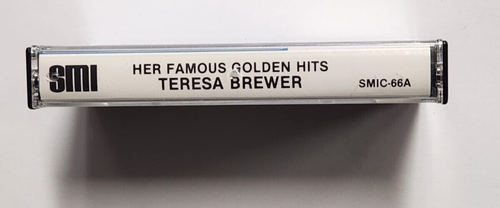 SMI
HER FAMOUS GOLDEN HITS
TERESA BREWER
SMIC-66A